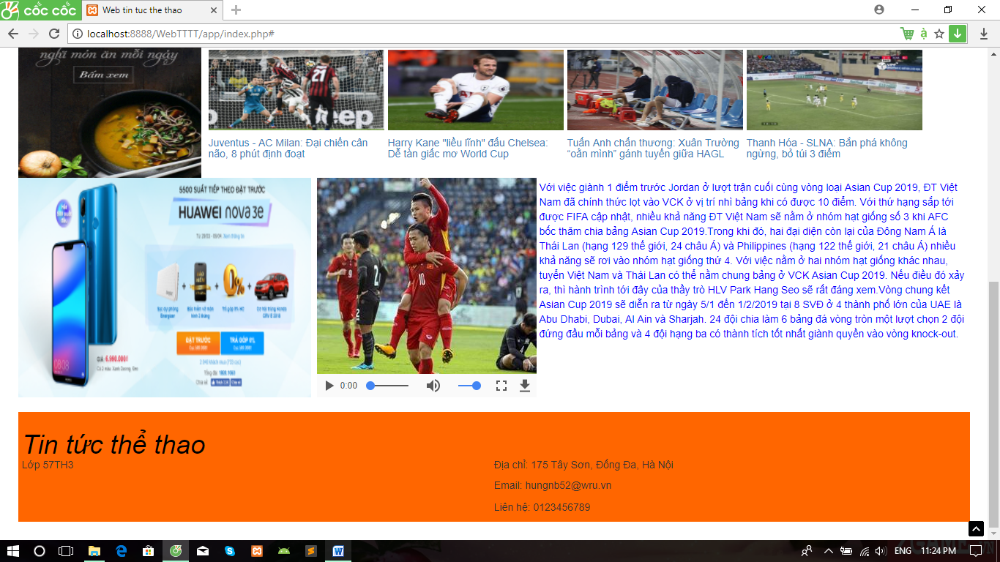 cốc cốc
Web tin tuc the thao
localhost:8888/WebTTTT/app/index.php#
nghĩ món ăn mỗi ngày
Bấm xem
21
Jeep
Juventus - AC Milan: Đại chiến cân
não, 8 phút định đoạt
Harry Kane "liều lĩnh" đấu Chelsea:
Dễ tan giấc mơ World Cup
Tuấn Anh chấn thương: Xuân Trường
“oằn mình” gánh tuyến giữa HAGL
Thanh Hóa - SLNA: Bắn phá không
ngừng, bỏ túi 3 điểm
5500 SUẤT TIẾP THEO ĐẶT TRƯỚC
HUAWEI nova 3e
0%
ĐẶT TRƯỚC
TRẢ GÓP 0%
GIÁ: 6.990.000₫
9
2
10
0:00
Với việc giành 1 điểm trước Jordan ở lượt trận cuối cùng vòng loại Asian Cup 2019, ĐT Việt
Nam đã chính thức lọt vào VCK ở vị trí nhì bảng khi có được 10 điểm. Với thứ hạng sắp tới
được FIFA cập nhật, nhiều khả năng ĐT Việt Nam sẽ nằm ở nhóm hạt giống số 3 khi AFC
bốc thăm chia bảng Asian Cup 2019.Trong khi đó, hai đại diện còn lại của Đông Nam Á là
Thái Lan (hạng 129 thế giới, 24 châu Á) và Philippines (hạng 122 thế giới, 21 châu Á) nhiều
khả năng sẽ rơi vào nhóm hạt giống thứ 4. Với việc nằm ở hai nhóm hạt giống khác nhau,
tuyển Việt Nam và Thái Lan có thể nằm chung bảng ở VCK Asian Cup 2019. Nếu điều đó xảy
ra, thì hành trình tới đây của thầy trò HLV Park Hang Seo sẽ rất đáng xem.Vòng chung kết
Asian Cup 2019 sẽ diễn ra từ ngày 5/1 đến 1/2/2019 tại 8 SVĐ ở 4 thành phố lớn của UAE là
Abu Dhabi, Dubai, Al Ain và Sharjah. 24 đội chia làm 6 bảng đá vòng tròn một lượt chọn 2 đội
đứng đầu mỗi bảng và 4 đội hạng ba có thành tích tốt nhất giành quyền vào vòng knock-out.
Tin tức thể thao
Lớp 57TH3
Địa chỉ: 175 Tây Sơn, Đống Đa, Hà Nội
Email: hungnb52@wru.vn
Liên hệ: 0123456789
ENG
11:24 PM